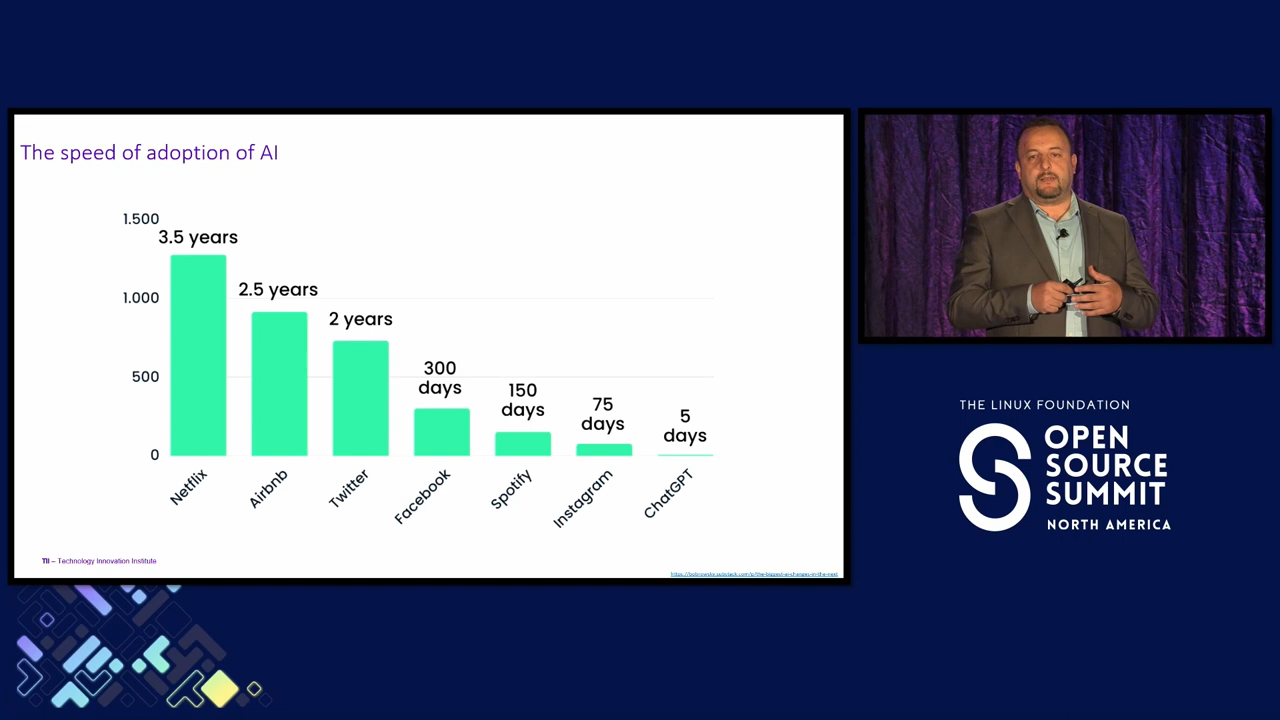 The speed of adoption of AI
1.500
3.5 years
1.000
2.5 years
2 years
500
300
days
150
days
75
days
5
days
0
Netflix
Airbnb
Twitter
Facebook
Spotify
Instagram
ChatGPT
TII – Technology Innovation Institute
THE LINUX FOUNDATION
OPEN
SOURCE
SUMMIT
NORTH AMERICA